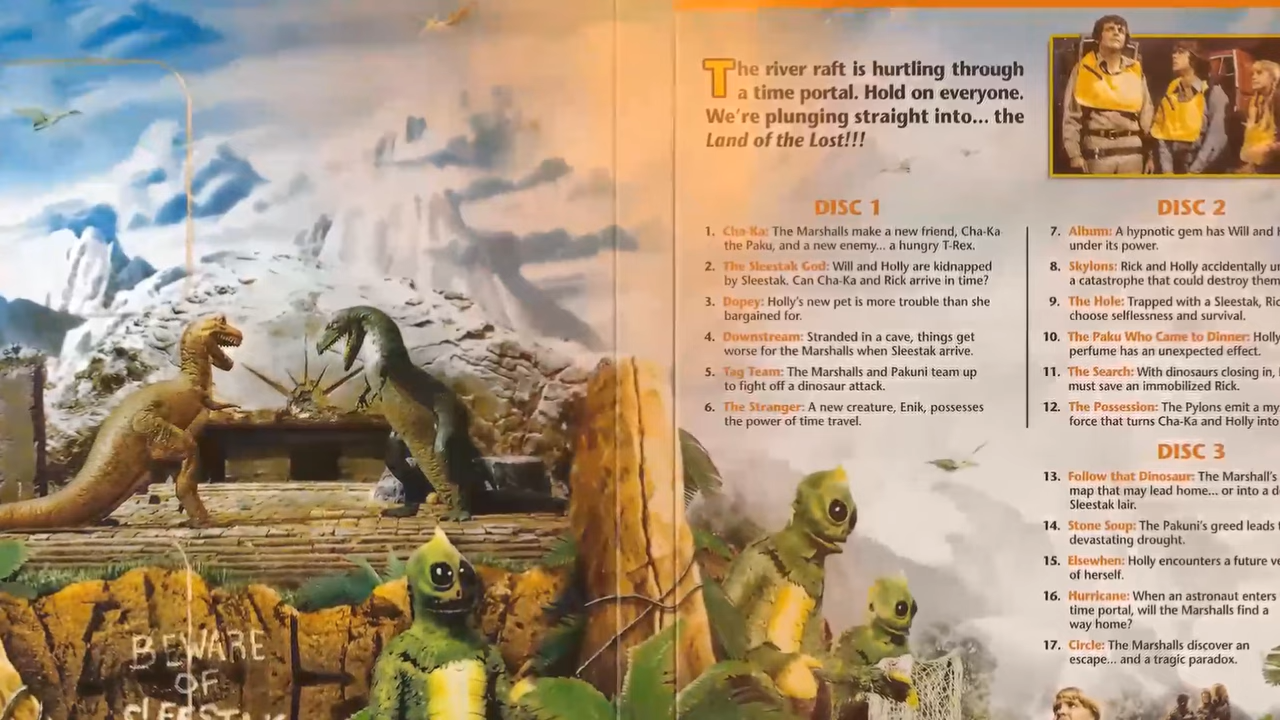 The river raft is hurtling through
a time portal. Hold on everyone.
We're plunging straight into... the
Land of the Lost!!!
DISC 1
1. Cha-Ka: The Marshalls make a new friend, Cha-Ka
the Paku, and a new enemy... a hungry T-Rex.
2. The Sleestak God: Will and Holly are kidnapped
by Sleestak. Can Cha-Ka and Rick arrive in time?
3. Dopey: Holly's new pet is more trouble than she
bargained for.
4. Downstream: Stranded in a cave, things get
worse for the Marshalls when Sleestak arrive.
5. Tag Team: The Marshalls and Pakuni team up
to fight off a dinosaur attack.
6. The Stranger: A new creature, Enik, possesses
the power of time travel.
DISC 2
7. Album: A hypnotic gem has Will and
under its power.
8. Skylons: Rick and Holly accidentally
a catastrophe that could destroy them
9. The Hole: Trapped with a Sleestak,
choose selflessness and survival.
10. The Paku Who Came to Dinner: Holly
perfume has an unexpected effect.
11. The Search: With dinosaurs closing in,
must save an immobilized Rick.
12. The Possession: The Pylons emit a
force that turns Cha-Ka and Holly into
DISC 3
13. Follow that Dinosaur: The Marshall's
map that may lead home... or into a
Sleestak lair.
14. Stone Soup: The Pakuni's greed leads
devastating drought.
15. Elsewhen: Holly encounters a future
of herself.
16. Hurricane: When an astronaut enters
time portal, will the Marshalls find a
way home?
17. Circle: The Marshalls discover an
escape... and a tragic paradox.
BEWARE
OF
SLEESTAK